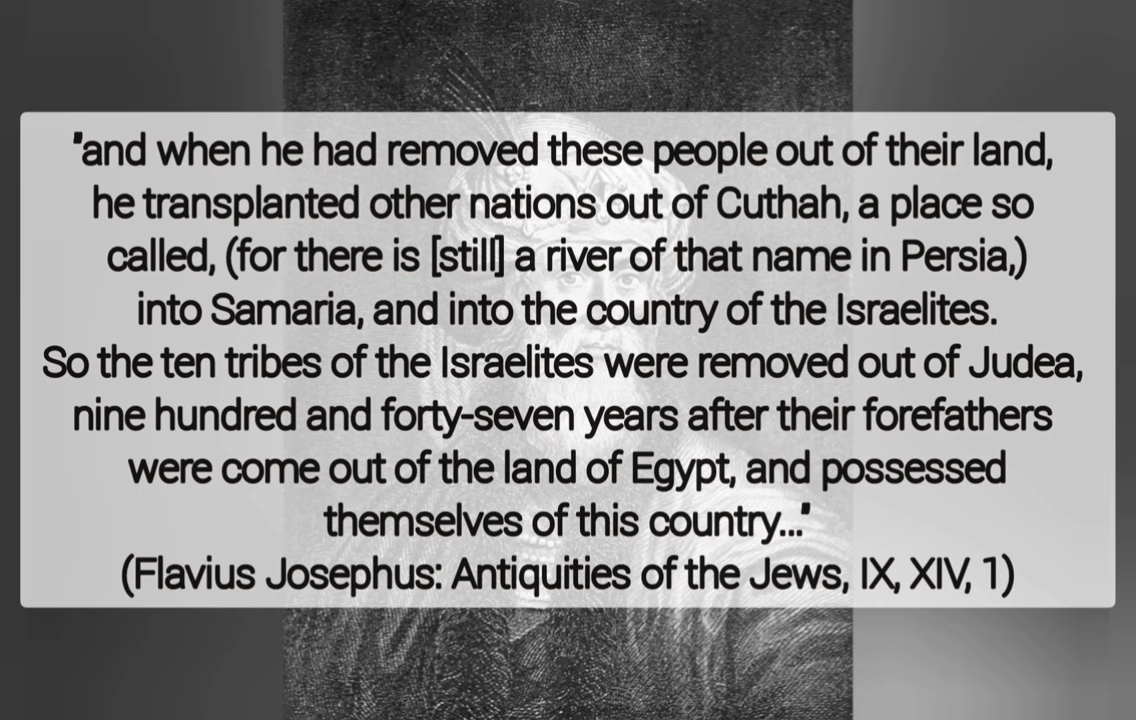 "and when he had removed these people out of their land,
he transplanted other nations out of Cuthah, a place so
called, (for there is [still] a river of that name in Persia,)
into Samaria, and into the country of the Israelites.
So the ten tribes of the Israelites were removed out of Judea,
nine hundred and forty-seven years after their forefathers
were come out of the land of Egypt, and possessed
themselves of this country..."
(Flavius Josephus: Antiquities of the Jews, IX, XIV, 1)